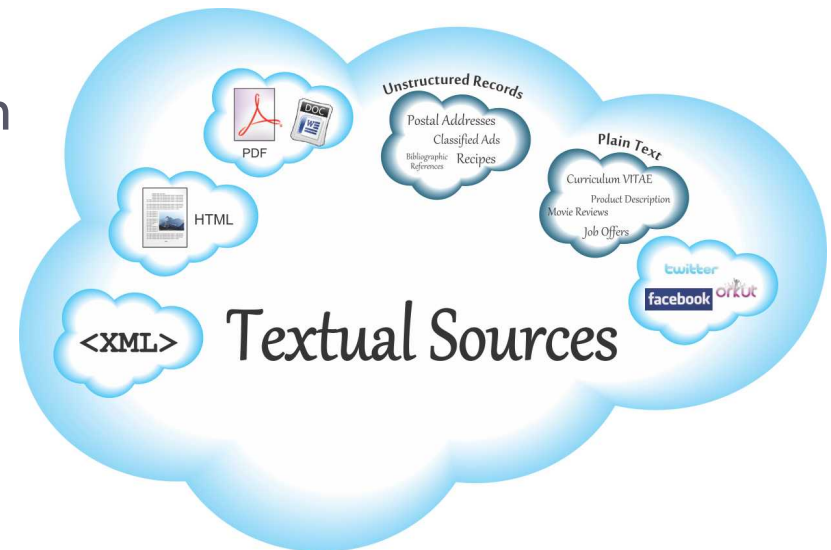 n
DOC
W
PDF
HTML
<XML>
Unstructured Records
Postal Addresses
Classified Ads
Bibliographic
References
Recipes
Plain Text
Curriculum VITAE
Product Description
Movie Reviews
Job Offers
twitter
facebook
orkut
Textual Sources